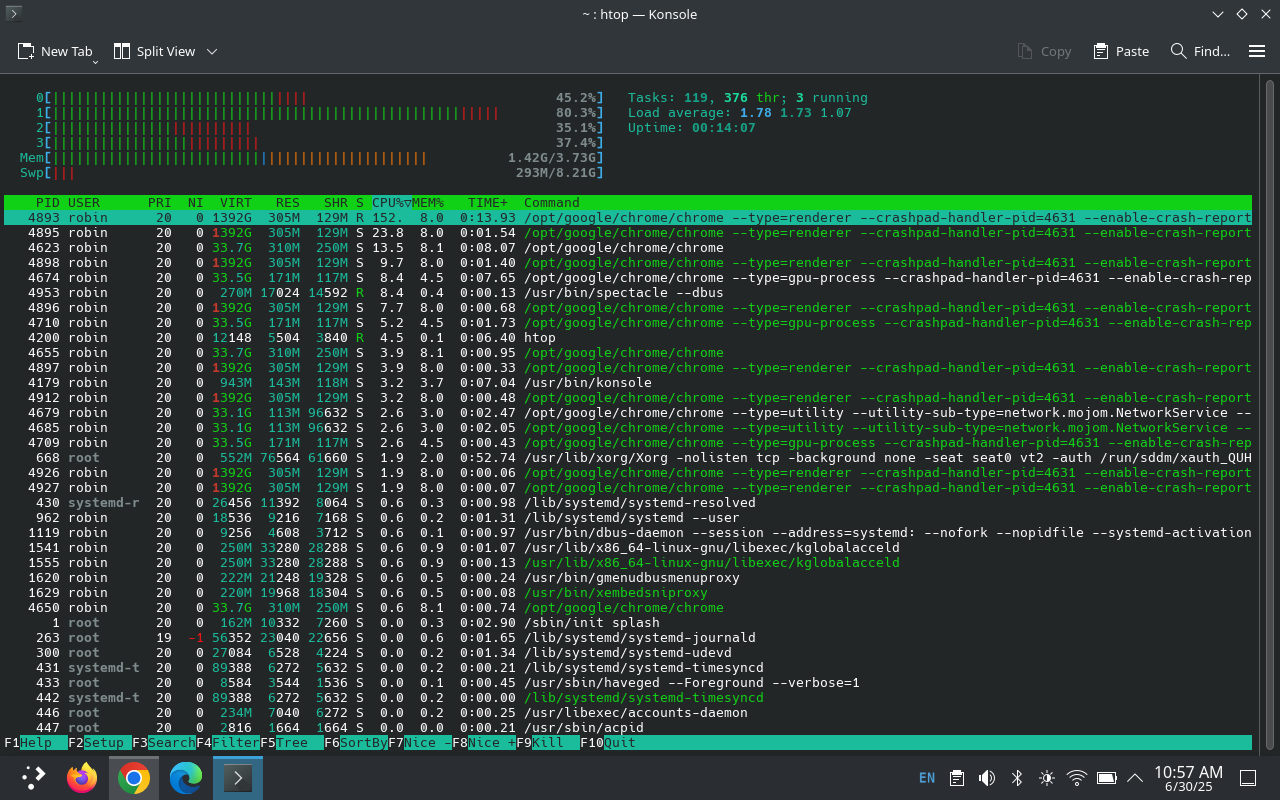 ~ : htop — Konsole
New Tab Split View Copy Paste Find...
0[||||||||||||||||||||||||||||||||                               45.2%] Tasks: 119, 376 thr; 3 running
1[||||||||||||||||||||||||||||||||||||||||||||||||||||||||       80.3%] Load average: 1.78 1.73 1.07
2[|||||||||||||||||||||||||                                      35.1%] Uptime: 00:14:07
3[||||||||||||||||||||||||||                                     37.4%]
Mem[|||||||||||||||||||||||||||||||||||||||||||||||          1.42G/3.73G]
Swp[|||                                                      293M/8.21G]
PID USER PRI NI VIRT RES SHR S CPU%▽MEM% TIME+ Command
4893 robin 20 0 1392G 305M 129M R 152. 8.0 0:13.93 /opt/google/chrome/chrome --type=renderer --crashpad-handler-pid=4631 --enable-crash-report
4895 robin 20 0 1392G 305M 129M S 23.8 8.0 0:01.54 /opt/google/chrome/chrome --type=renderer --crashpad-handler-pid=4631 --enable-crash-report
4623 robin 20 0 33.7G 310M 250M S 13.5 8.1 0:08.07 /opt/google/chrome/chrome
4898 robin 20 0 1392G 305M 129M S 9.7 8.0 0:01.40 /opt/google/chrome/chrome --type=renderer --crashpad-handler-pid=4631 --enable-crash-report
4674 robin 20 0 33.5G 171M 117M S 8.4 4.5 0:07.65 /opt/google/chrome/chrome --type=gpu-process --crashpad-handler-pid=4631 --enable-crash-rep
4953 robin 20 0 270M 17024 14592 R 8.4 0.4 0:00.13 /usr/bin/spectacle --dbus
4896 robin 20 0 1392G 305M 129M S 7.7 8.0 0:00.68 /opt/google/chrome/chrome --type=renderer --crashpad-handler-pid=4631 --enable-crash-report
4710 robin 20 0 33.5G 171M 117M S 5.2 4.5 0:01.73 /opt/google/chrome/chrome --type=gpu-process --crashpad-handler-pid=4631 --enable-crash-rep
4200 robin 20 0 12148 5504 3840 R 4.5 0.1 0:06.40 htop
4655 robin 20 0 33.7G 310M 250M S 3.9 8.1 0:00.95 /opt/google/chrome/chrome
4897 robin 20 0 1392G 305M 129M S 3.9 8.0 0:00.33 /opt/google/chrome/chrome --type=renderer --crashpad-handler-pid=4631 --enable-crash-report
4179 robin 20 0 943M 143M 118M S 3.2 3.7 0:07.04 /usr/bin/konsole
4912 robin 20 0 1392G 305M 129M S 3.2 8.0 0:00.48 /opt/google/chrome/chrome --type=renderer --crashpad-handler-pid=4631 --enable-crash-report
4679 robin 20 0 33.1G 113M 96632 S 2.6 3.0 0:02.47 /opt/google/chrome/chrome --type=utility --utility-sub-type=network.mojom.NetworkService --
4685 robin 20 0 33.1G 113M 96632 S 2.6 3.0 0:02.05 /opt/google/chrome/chrome --type=utility --utility-sub-type=network.mojom.NetworkService --
4709 robin 20 0 33.5G 171M 117M S 2.6 4.5 0:00.43 /opt/google/chrome/chrome --type=gpu-process --crashpad-handler-pid=4631 --enable-crash-rep
668 root 20 0 552M 76564 61660 S 1.9 2.0 0:52.74 /usr/lib/xorg/Xorg -nolisten tcp -background none -seat seat0 vt2 -auth /run/sddm/xauth_QUH
4926 robin 20 0 1392G 305M 129M S 1.9 8.0 0:00.06 /opt/google/chrome/chrome --type=renderer --crashpad-handler-pid=4631 --enable-crash-report
4927 robin 20 0 1392G 305M 129M S 1.9 8.0 0:00.07 /opt/google/chrome/chrome --type=renderer --crashpad-handler-pid=4631 --enable-crash-report
430 systemd-r 20 0 26456 11392 8064 S 0.6 0.3 0:00.98 /lib/systemd/systemd-resolved
962 robin 20 0 18536 9216 7168 S 0.6 0.2 0:01.31 /lib/systemd/systemd --user
1119 robin 20 0 9256 4608 3712 S 0.6 0.1 0:00.97 /usr/bin/dbus-daemon --session --address=systemd: --nofork --nopidfile --systemd-activation
1541 robin 20 0 250M 33280 28288 S 0.6 0.9 0:01.07 /usr/lib/x86_64-linux-gnu/libexec/kglobalacceld
1555 robin 20 0 250M 33280 28288 S 0.6 0.9 0:00.13 /usr/lib/x86_64-linux-gnu/libexec/kglobalacceld
1620 robin 20 0 222M 21248 19328 S 0.6 0.5 0:00.24 /usr/bin/gmenudbusmenuproxy
1629 robin 20 0 220M 19968 18304 S 0.6 0.5 0:00.08 /usr/bin/xembedsniproxy
4650 robin 20 0 33.7G 310M 250M S 0.6 8.1 0:00.74 /opt/google/chrome/chrome
1 root 20 0 162M 10332 7260 S 0.0 0.3 0:02.90 /sbin/init splash
263 root 19 -1 56352 23040 22656 S 0.0 0.6 0:01.65 /lib/systemd/systemd-journald
300 root 20 0 27084 6528 4224 S 0.0 0.2 0:01.34 /lib/systemd/systemd-udevd
431 systemd-t 20 0 89388 6272 5632 S 0.0 0.2 0:00.21 /lib/systemd/systemd-timesyncd
433 root 20 0 8584 3544 1536 S 0.0 0.1 0:00.45 /usr/sbin/haveged --Foreground --verbose=1
442 systemd-t 20 0 89388 6272 5632 S 0.0 0.2 0:00.00 /lib/systemd/systemd-timesyncd
446 root 20 0 234M 7040 6272 S 0.0 0.2 0:00.25 /usr/libexec/accounts-daemon
447 root 20 0 2816 1664 1664 S 0.0 0.0 0:00.21 /usr/sbin/acpid
F1Help F2Setup F3SearchF4FilterF5Tree F6SortByF7Nice -F8Nice +F9Kill F10Quit
EN 10:57 AM
6/30/25